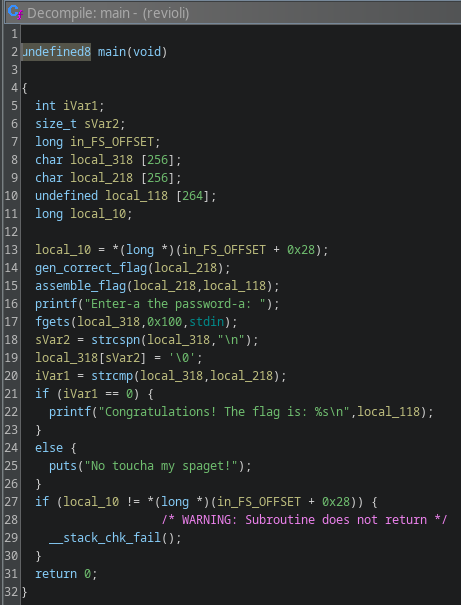 Decompile: main - (revioli)
1
2 undefined8 main(void)
3
4 {
5 int iVar1;
6 size_t sVar2;
7 long in_FS_OFFSET;
8 char local_318 [256];
9 char local_218 [256];
10 undefined local_118 [264];
11 long local_10;
12
13 local_10 = *(long *)(in_FS_OFFSET + 0x28);
14 gen_correct_flag(local_218);
15 assemble_flag(local_218,local_118);
16 printf("Enter-a the password-a: ");
17 fgets(local_318,0x100,stdin);
18 sVar2 = strcspn(local_318,"\n");
19 local_318[sVar2] = '\0';
20 iVar1 = strcmp(local_318,local_218);
21 if (iVar1 == 0) {
22 printf("Congratulations! The flag is: %s\n",local_118);
23 }
24 else {
25 puts("No toucha my spaget!");
26 }
27 if (local_10 != *(long *)(in_FS_OFFSET + 0x28)) {
28 /* WARNING: Subroutine does not return */
29 __stack_chk_fail();
30 }
31 return 0;
32 }